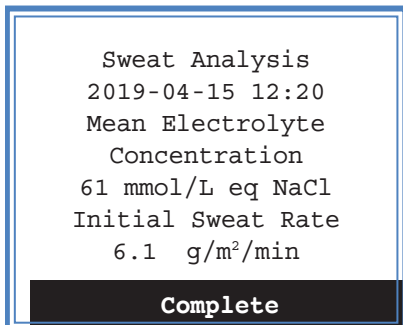 Sweat Analysis
2019-04-15 12:20
Mean Electrolyte
Concentration
61 mmol/L eq NaCl
Initial Sweat Rate
6.1 g/m²/min
Complete